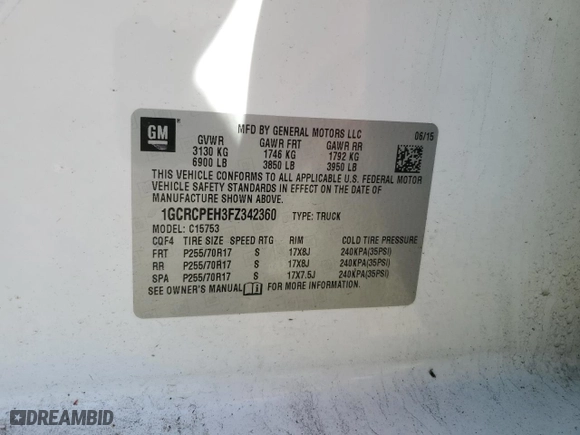 GM
MFD BY GENERAL MOTORS LLC 06/15
GVWR GAWR FRT GAWR RR
3130 KG 1746 KG 1792 KG
6900 LB 3850 LB 3950 LB
THIS VEHICLE CONFORMS TO ALL APPLICABLE U.S. FEDERAL MOTOR
VEHICLE SAFETY STANDARDS IN EFFECT ON THE DATE OF
MANUFACTURE SHOWN ABOVE.
1GCRCPEH3FZ342360 TYPE: TRUCK
MODEL: C15753
CQF4 TIRE SIZE SPEED RTG RIM COLD TIRE PRESSURE
FRT P255/70R17 S 17X8J 240KPA(35PSI)
RR P255/70R17 S 17X8J 240KPA(35PSI)
SPA P255/70R17 S 17X7.5J 240KPA(35PSI)
SEE OWNER'S MANUAL FOR MORE INFORMATION.
DREAMBID